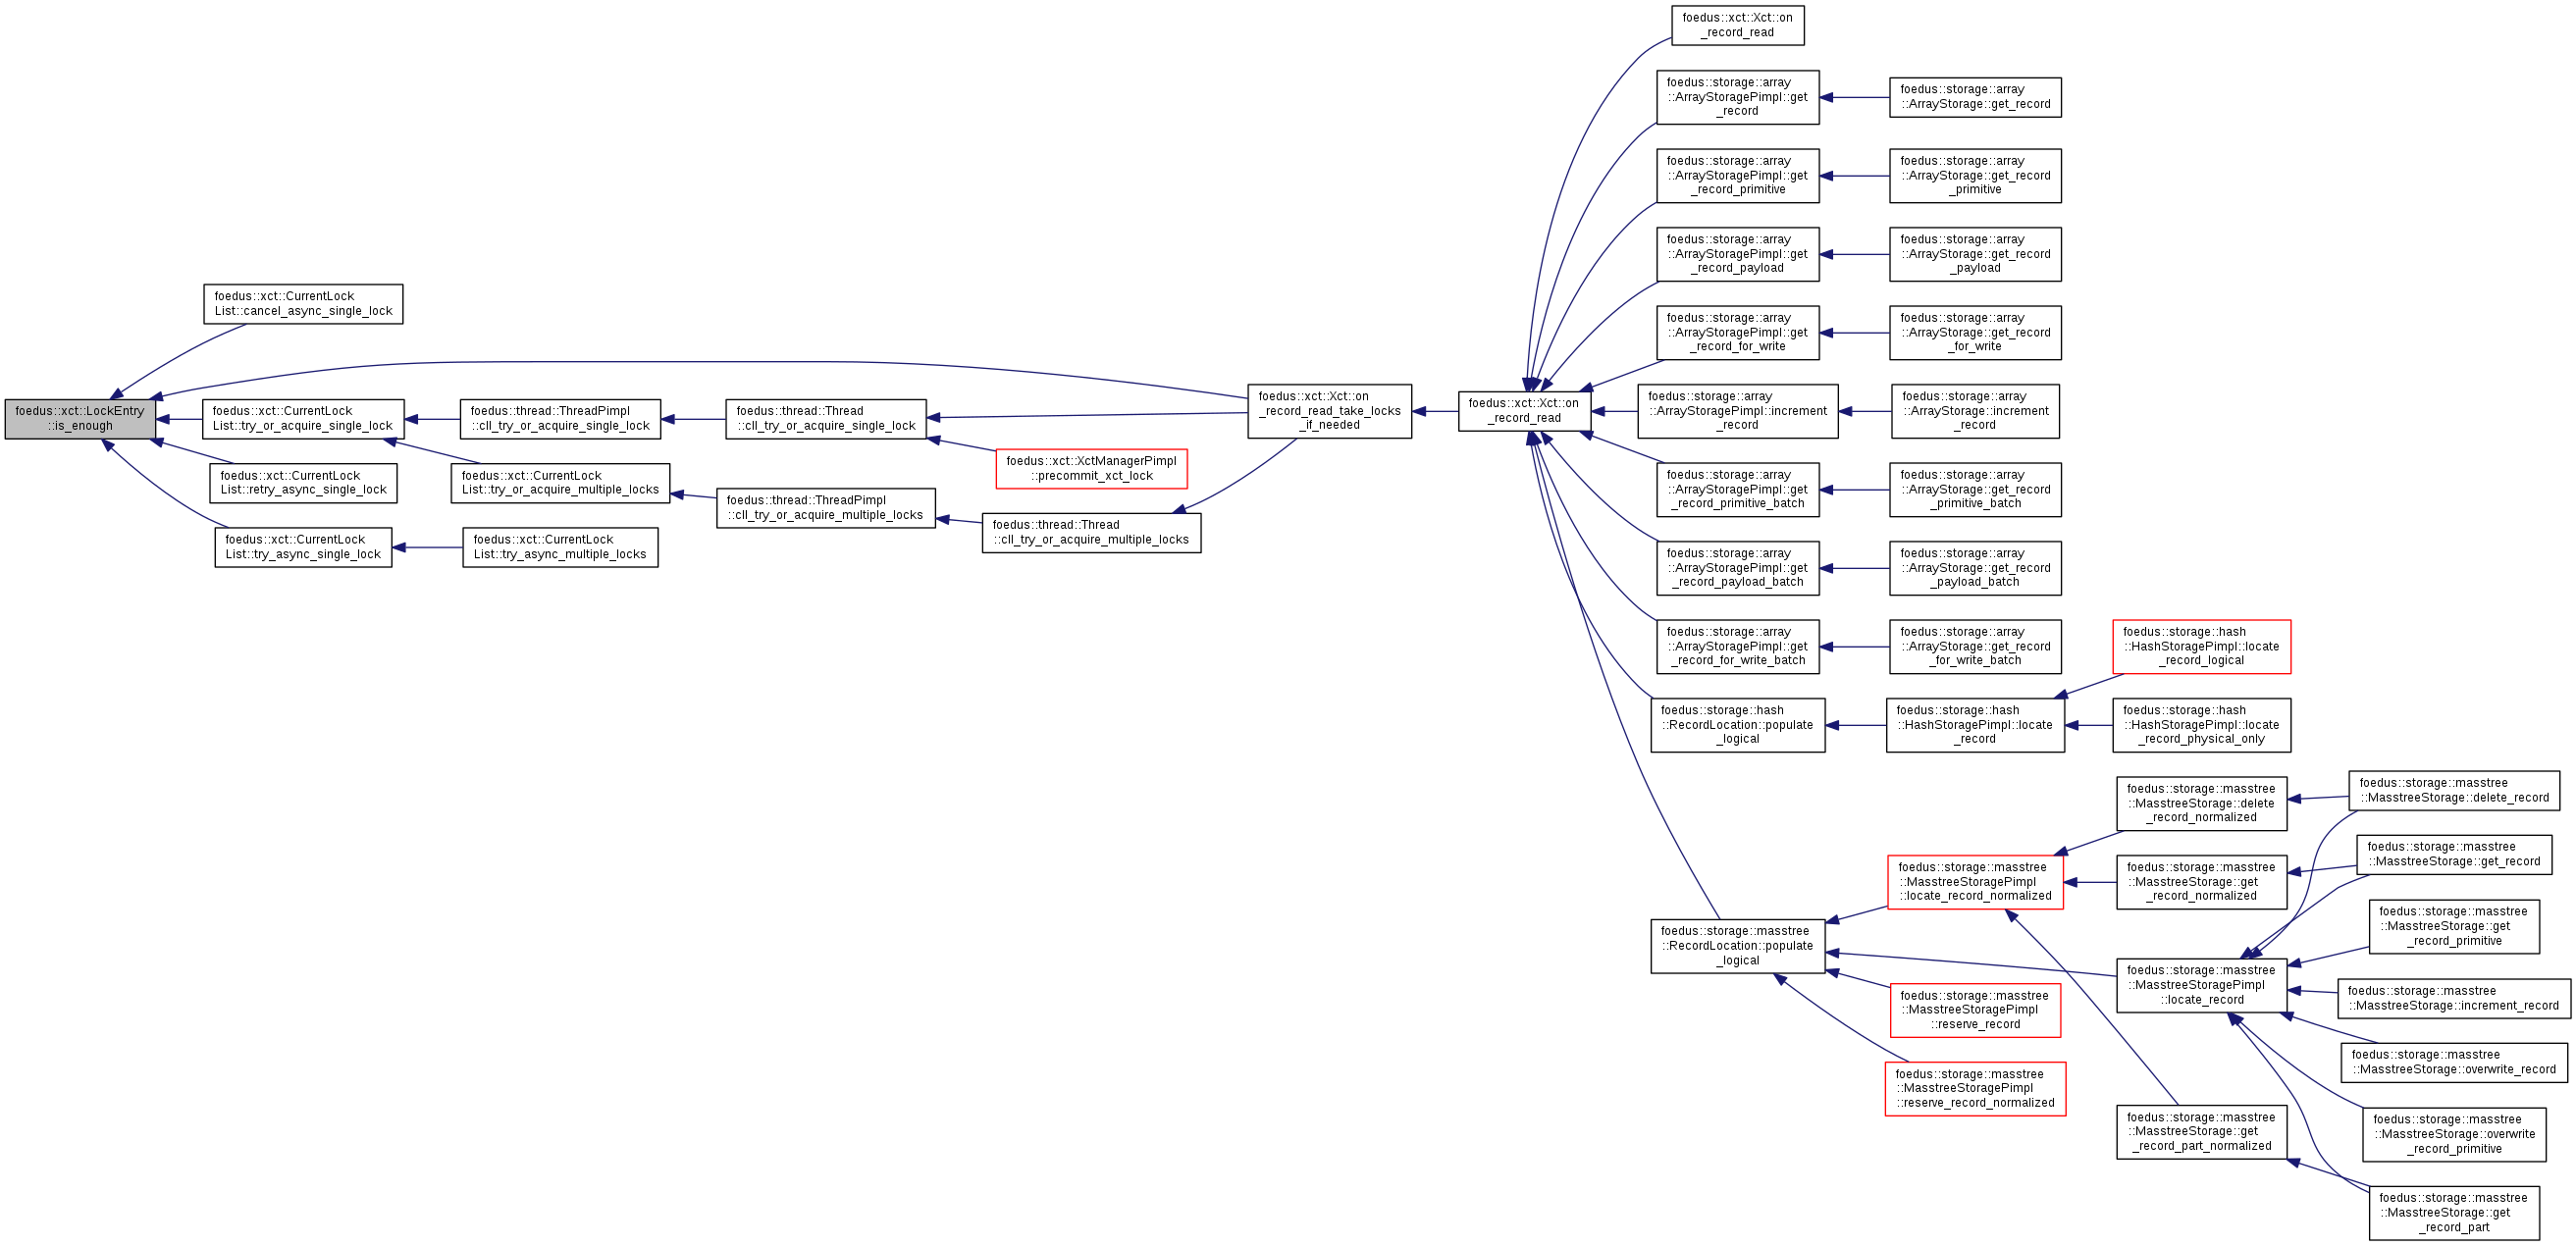 foedus::xct::LockEntry
::is_enough
foedus::xct::CurrentLock
List::cancel_async_single_lock
foedus::xct::CurrentLock
List::try_or_acquire_single_lock
foedus::xct::CurrentLock
List::retry_async_single_lock
foedus::xct::CurrentLock
List::try_async_single_lock
foedus::thread::ThreadPimpl
::cll_try_or_acquire_single_lock
foedus::xct::CurrentLock
List::try_or_acquire_multiple_locks
foedus::xct::CurrentLock
List::try_async_multiple_locks
foedus::thread::Thread
::cll_try_or_acquire_single_lock
foedus::thread::ThreadPimpl
::cll_try_or_acquire_multiple_locks
foedus::xct::XctManagerPimpl
::precommit_xct_lock
foedus::thread::Thread
::cll_try_or_acquire_multiple_locks
foedus::xct::Xct::on
_record_read_take_locks
_if_needed
foedus::xct::Xct::on
_record_read
foedus::xct::Xct::on
_record_read
foedus::storage::array
::ArrayStoragePimpl::get
_record
foedus::storage::array
::ArrayStorage::get_record
foedus::storage::array
::ArrayStoragePimpl::get
_record_primitive
foedus::storage::array
::ArrayStorage::get_record
_primitive
foedus::storage::array
::ArrayStoragePimpl::get
_record_payload
foedus::storage::array
::ArrayStorage::get_record
_payload
foedus::storage::array
::ArrayStoragePimpl::get
_record_for_write
foedus::storage::array
::ArrayStorage::get_record
_for_write
foedus::storage::array
::ArrayStoragePimpl::increment
_record
foedus::storage::array
::ArrayStorage::increment
_record
foedus::storage::array
::ArrayStoragePimpl::get
_record_primitive_batch
foedus::storage::array
::ArrayStorage::get_record
_primitive_batch
foedus::storage::array
::ArrayStoragePimpl::get
_record_payload_batch
foedus::storage::array
::ArrayStorage::get_record
_payload_batch
foedus::storage::array
::ArrayStoragePimpl::get
_record_for_write_batch
foedus::storage::array
::ArrayStorage::get_record
_for_write_batch
foedus::storage::hash
::RecordLocation::populate
_logical
foedus::storage::hash
::HashStoragePimpl::locate
_record
foedus::storage::hash
::HashStoragePimpl::locate
_record_logical
foedus::storage::hash
::HashStoragePimpl::locate
_record_physical_only
foedus::storage::masstree
::RecordLocation::populate
_logical
foedus::storage::masstree
::MasstreeStoragePimpl
::locate_record_normalized
foedus::storage::masstree
::MasstreeStoragePimpl
::reserve_record
foedus::storage::masstree
::MasstreeStoragePimpl
::reserve_record_normalized
foedus::storage::masstree
::MasstreeStorage::delete
_record_normalized
foedus::storage::masstree
::MasstreeStorage::get
_record_normalized
foedus::storage::masstree
::MasstreeStoragePimpl
::locate_record
foedus::storage::masstree
::MasstreeStorage::get
_record_part_normalized
foedus::storage::masstree
::MasstreeStorage::delete_record
foedus::storage::masstree
::MasstreeStorage::get_record
foedus::storage::masstree
::MasstreeStorage::get
_record_primitive
foedus::storage::masstree
::MasstreeStorage::increment_record
foedus::storage::masstree
::MasstreeStorage::overwrite_record
foedus::storage::masstree
::MasstreeStorage::overwrite
_record_primitive
foedus::storage::masstree
::MasstreeStorage::get
_record_part